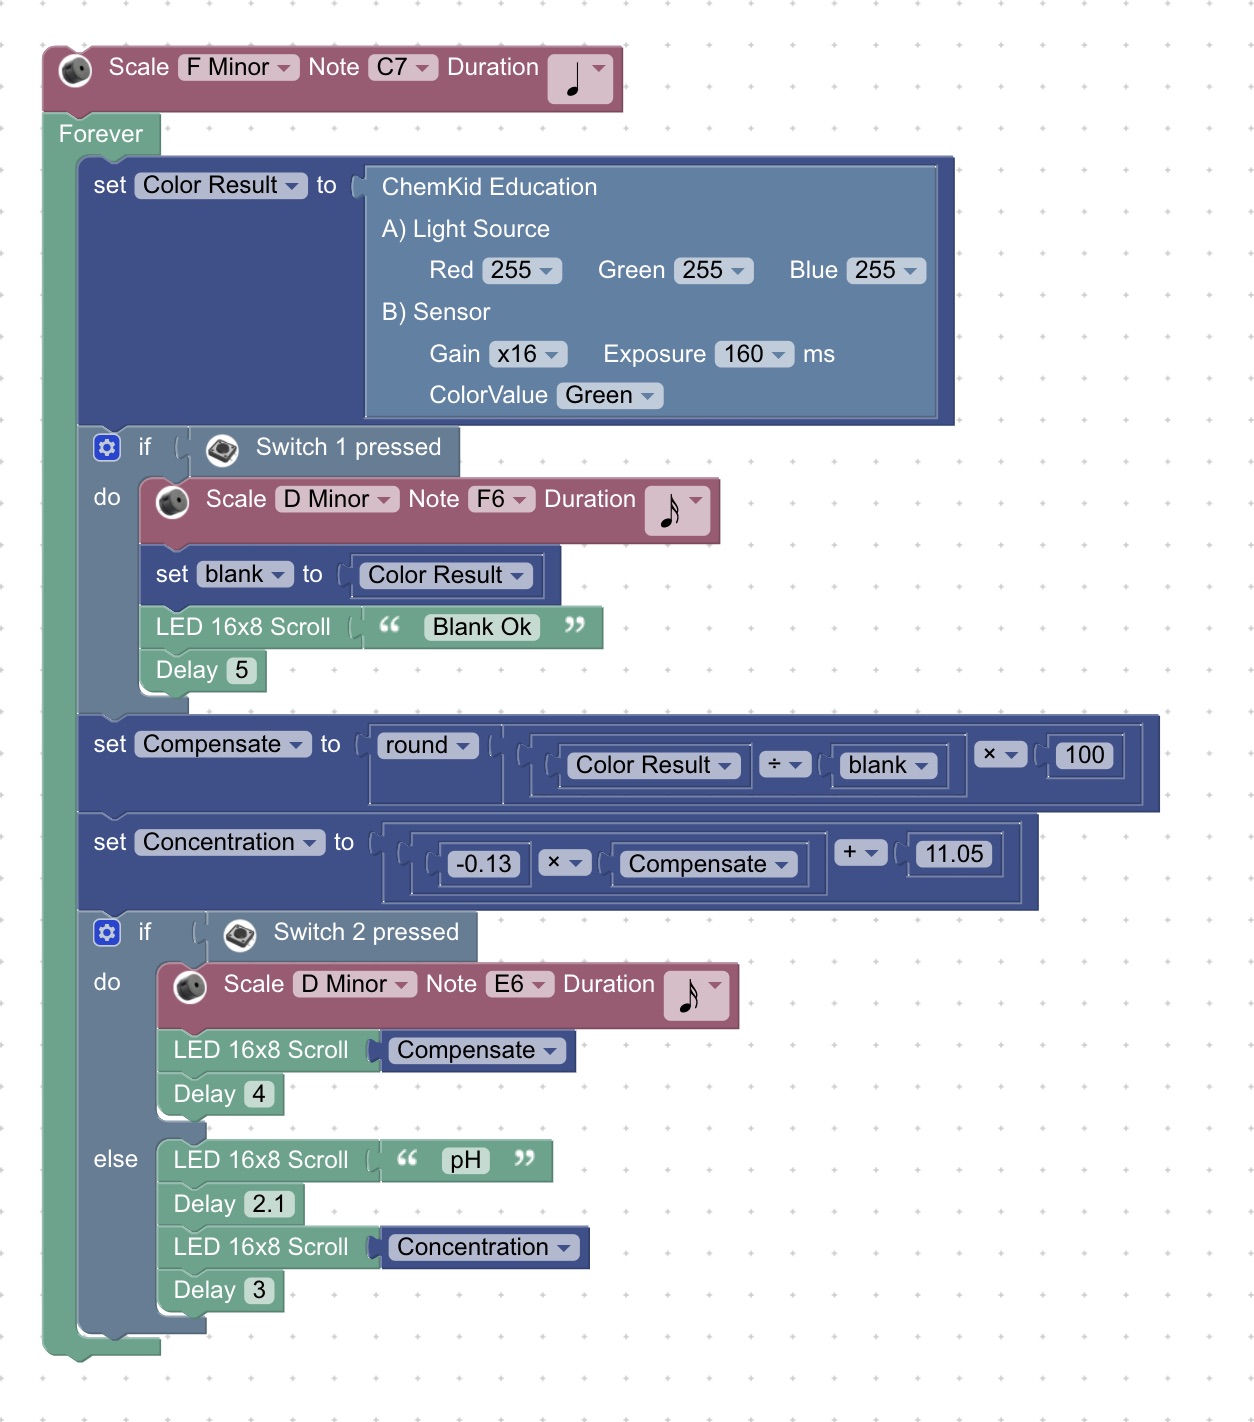 Scale F Minor Note C7 Duration
Forever
set Color Result to ChemKid Education
A) Light Source
Red 255 Green 255 Blue 255
B) Sensor
Gain x16 Exposure 160 ms
ColorValue Green
if Switch 1 pressed
do Scale D Minor Note F6 Duration
set blank to Color Result
LED 16x8 Scroll “ Blank Ok ”
Delay 5
set Compensate to round Color Result ÷ blank × 100
set Concentration to -0.13 × Compensate + 11.05
if Switch 2 pressed
do Scale D Minor Note E6 Duration
LED 16x8 Scroll Compensate
Delay 4
else LED 16x8 Scroll “ pH ”
Delay 2.1
LED 16x8 Scroll Concentration
Delay 3